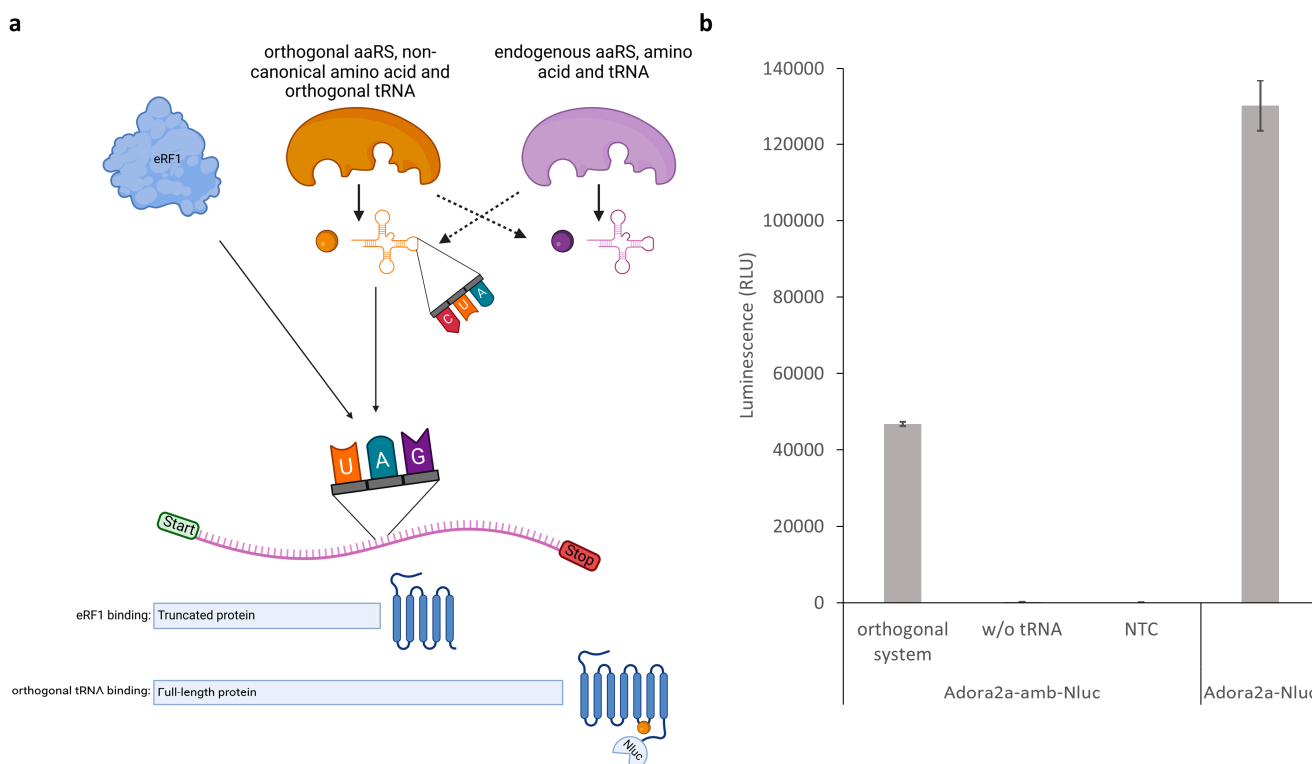 a
orthogonal aaRS, non-
canonical amino acid and
orthogonal tRNA
endogenous aaRS, amino
acid and tRNA
eRF1
C U A
U A G
Start
Stop
eRF1 binding: Truncated protein
orthogonal tRNA binding: Full-length protein
Nluc
b
Luminescence (RLU)
140000
120000
100000
80000
60000
40000
20000
0
orthogonal
system
w/o tRNA
NTC
Adora2a-amb-Nluc
Adora2a-Nluc